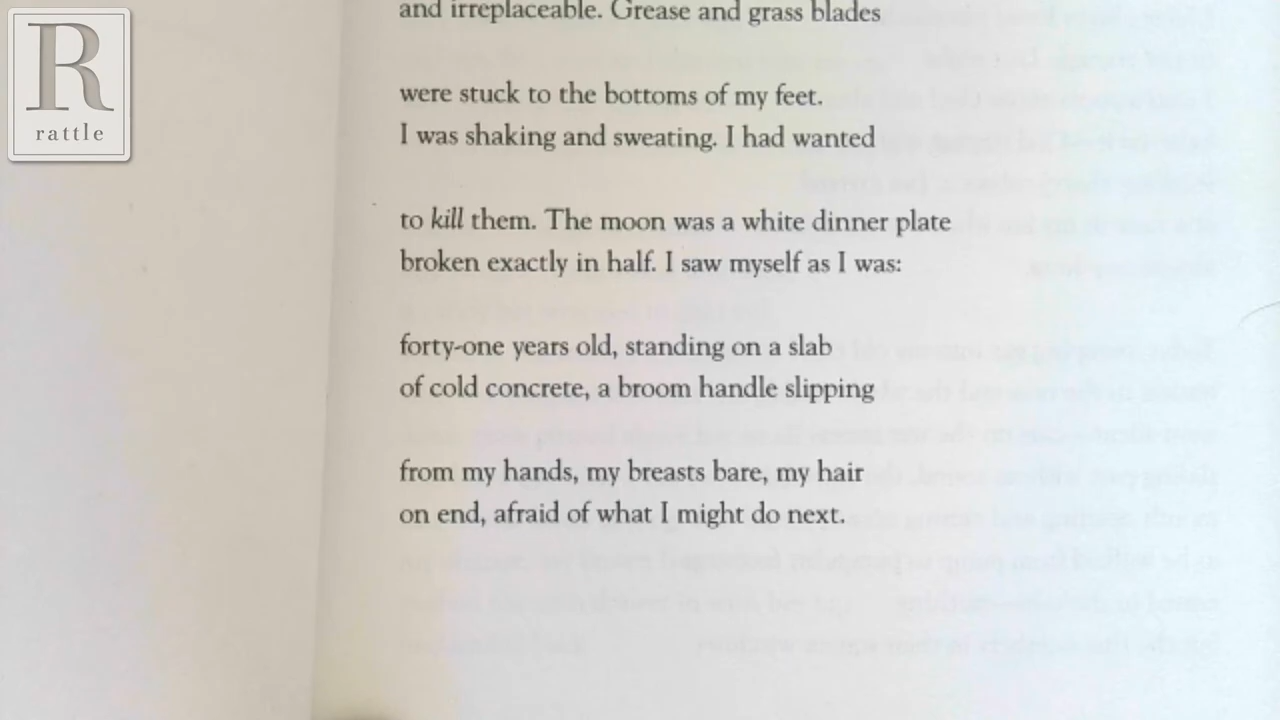 R
rattle
and irreplaceable. Grease and grass blades
were stuck to the bottoms of my feet.
I was shaking and sweating. I had wanted
to kill them. The moon was a white dinner plate
broken exactly in half. I saw myself as I was:
forty-one years old, standing on a slab
of cold concrete, a broom handle slipping
from my hands, my breasts bare, my hair
on end, afraid of what I might do next.